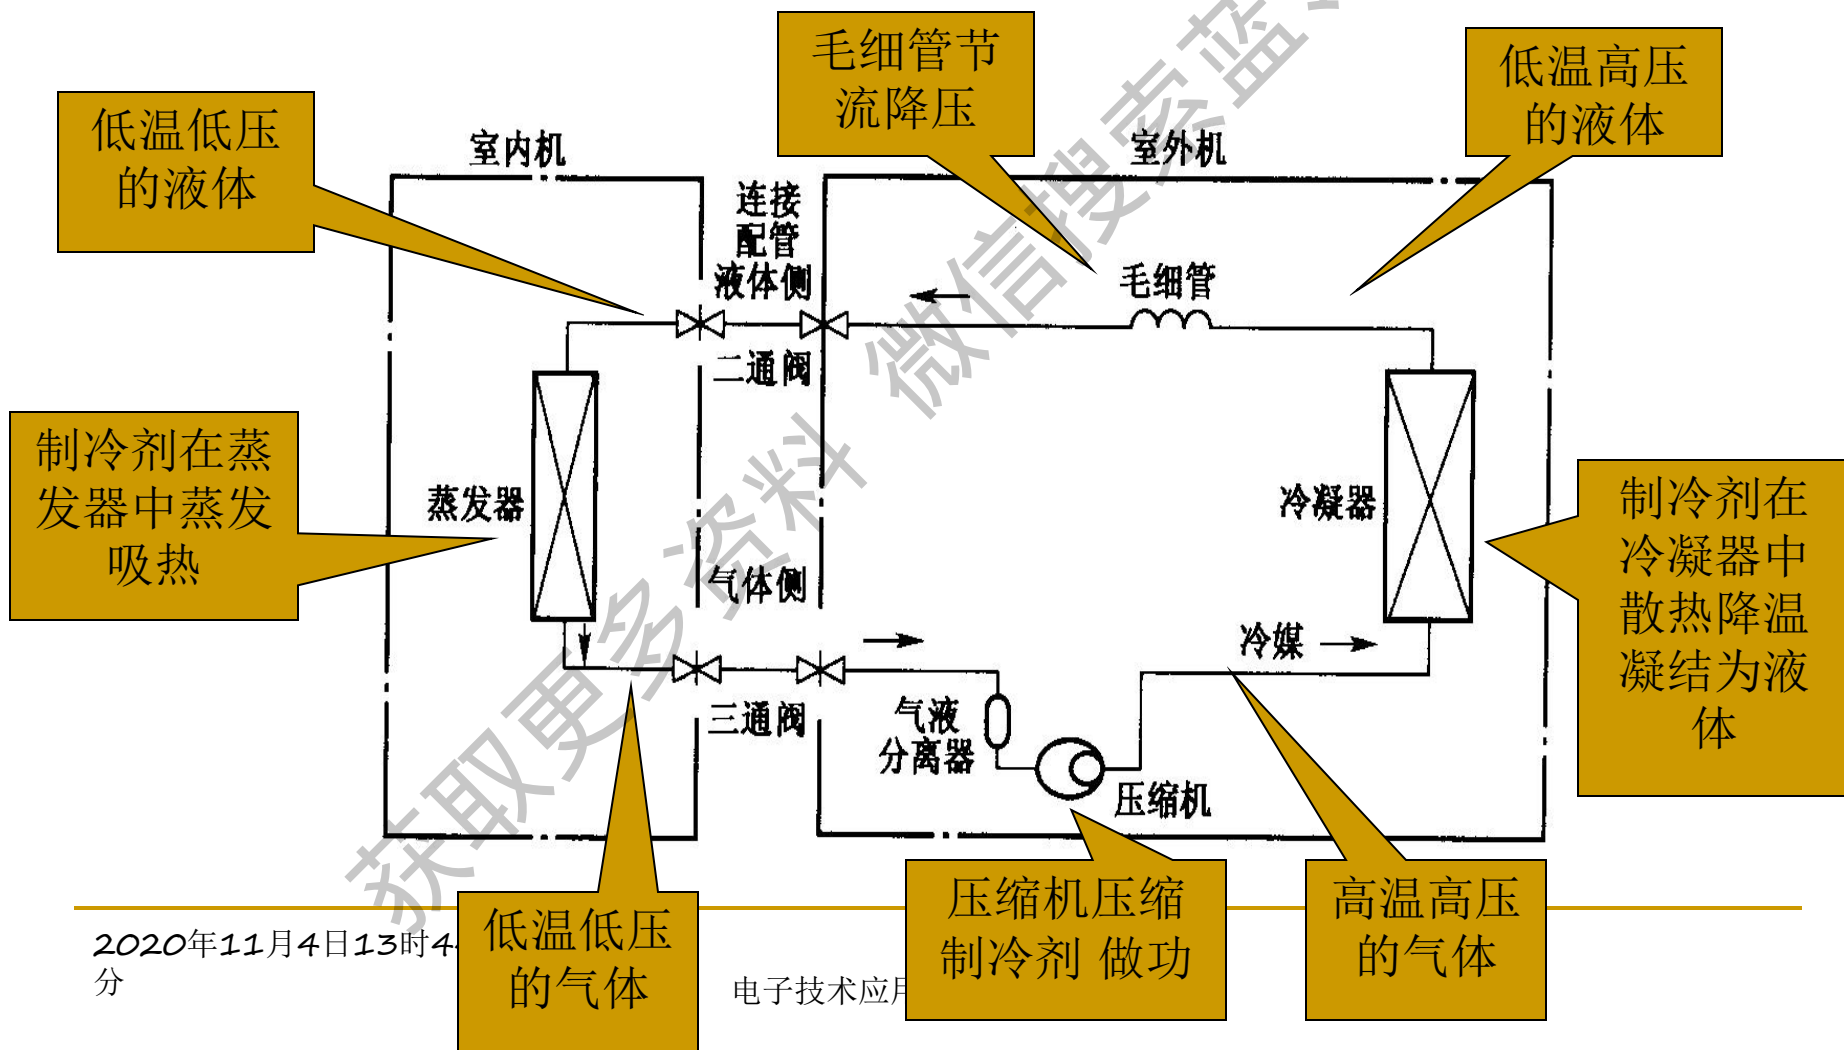 毛细管节
流降压
低温高压
的液体
低温低压
的液体
室内机
室外机
连接
配管
液体侧
毛细管
二通阀
制冷剂在蒸
发器中蒸发
吸热
蒸发器
冷凝器
制冷剂在
冷凝器中
散热降温
凝结为液
体
气体侧
冷媒
三通阀
气液
分离器
压缩机
低温低压
的气体
压缩机压缩
制冷剂 做功
高温高压
的气体
2020年11月4日13时4
分
电子技术应用
获取更多资料 微信搜索蓝